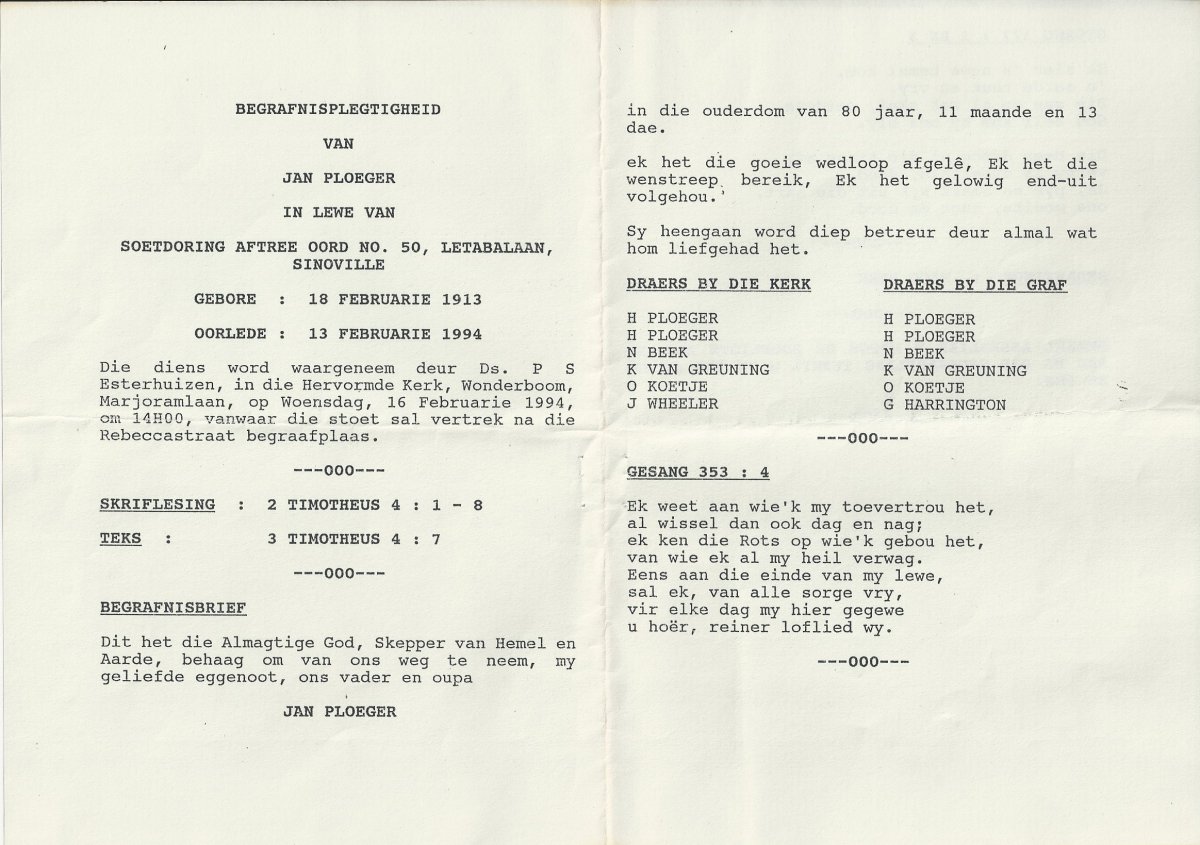 BEGRAFNISPLEGTIGHEID
VAN
JAN PLOEGER
IN LEWE VAN
SOETDORING AFTREE OORD NO. 50, LETABALAAN,
SINOVILLE
GEBORE : 18 FEBRUARIE 1913
OORLEDE : 13 FEBRUARIE 1994
Die diens word waargeneem deur Ds. P S
Esterhuizen, in die Hervormde Kerk, Wonderboom,
Marjoramlaan, op Woensdag, 16 Februarie 1994,
om 14H00, vanwaar die stoet sal vertrek na die
Rebeccastraat begraafplaas.
---OOO---
SKRIFLESING : 2 TIMOTHEUS 4 : 1 - 8
TEKS : 3 TIMOTHEUS 4 : 7
---OOO---
BEGRAFNISBRIEF
Dit het die Almagtige God, Skepper van Hemel en
Aarde, behaag om van ons weg te neem, my
geliefde eggenoot, ons vader en oupa
JAN PLOEGER
in die ouderdom van 80 jaar, 11 maande en 13
dae.
ek het die goeie wedloop afgelê, Ek het die
wenstreep bereik, Ek het gelowig end-uit
volgehou.'
Sy heengaan word diep betreur deur almal wat
hom liefgehad het.
DRAERS BY DIE KERK DRAERS BY DIE GRAF
H PLOEGER H PLOEGER
H PLOEGER H PLOEGER
N BEEK N BEEK
K VAN GREUNING K VAN GREUNING
O KOETJE O KOETJE
J WHEELER G HARRINGTON
---OOO---
GESANG 353 : 4
Ek weet aan wie'k my toevertrou het,
al wissel dan ook dag en nag;
ek ken die Rots op wie'k gebou het,
van wie ek al my heil verwag.
Eens aan die einde van my lewe,
sal ek, van alle sorge vry,
vir elke dag my hier gegewe
u hoër, reiner loflied wy.
---OOO---